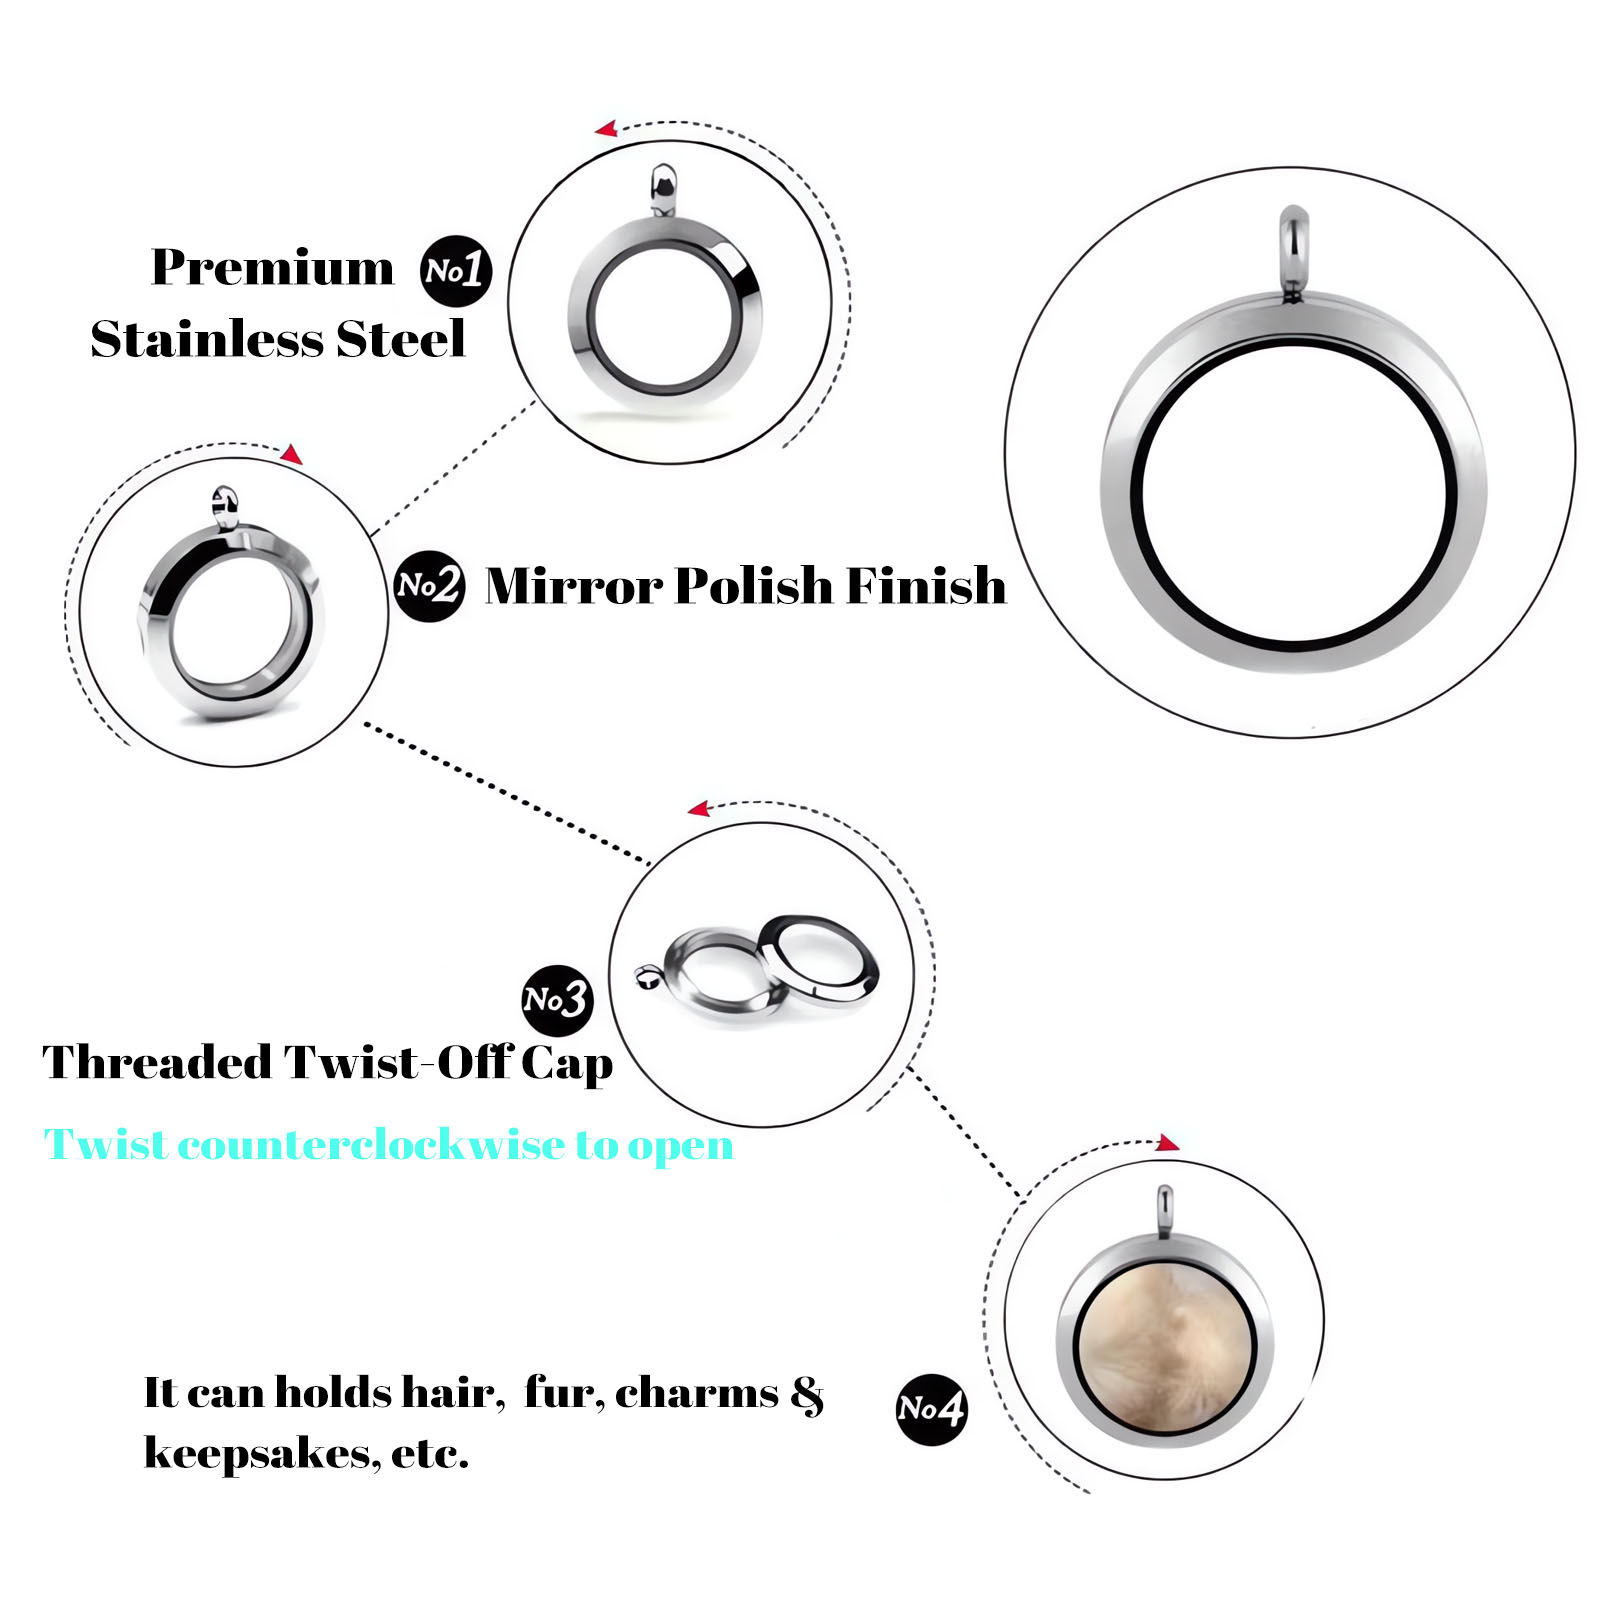 Premium No1
Stainless Steel
No2 Mirror Polish Finish
No3
Threaded Twist-Off Cap
Twist counterclockwise to open
It can holds hair, fur, charms &
keepsakes, etc.
No4